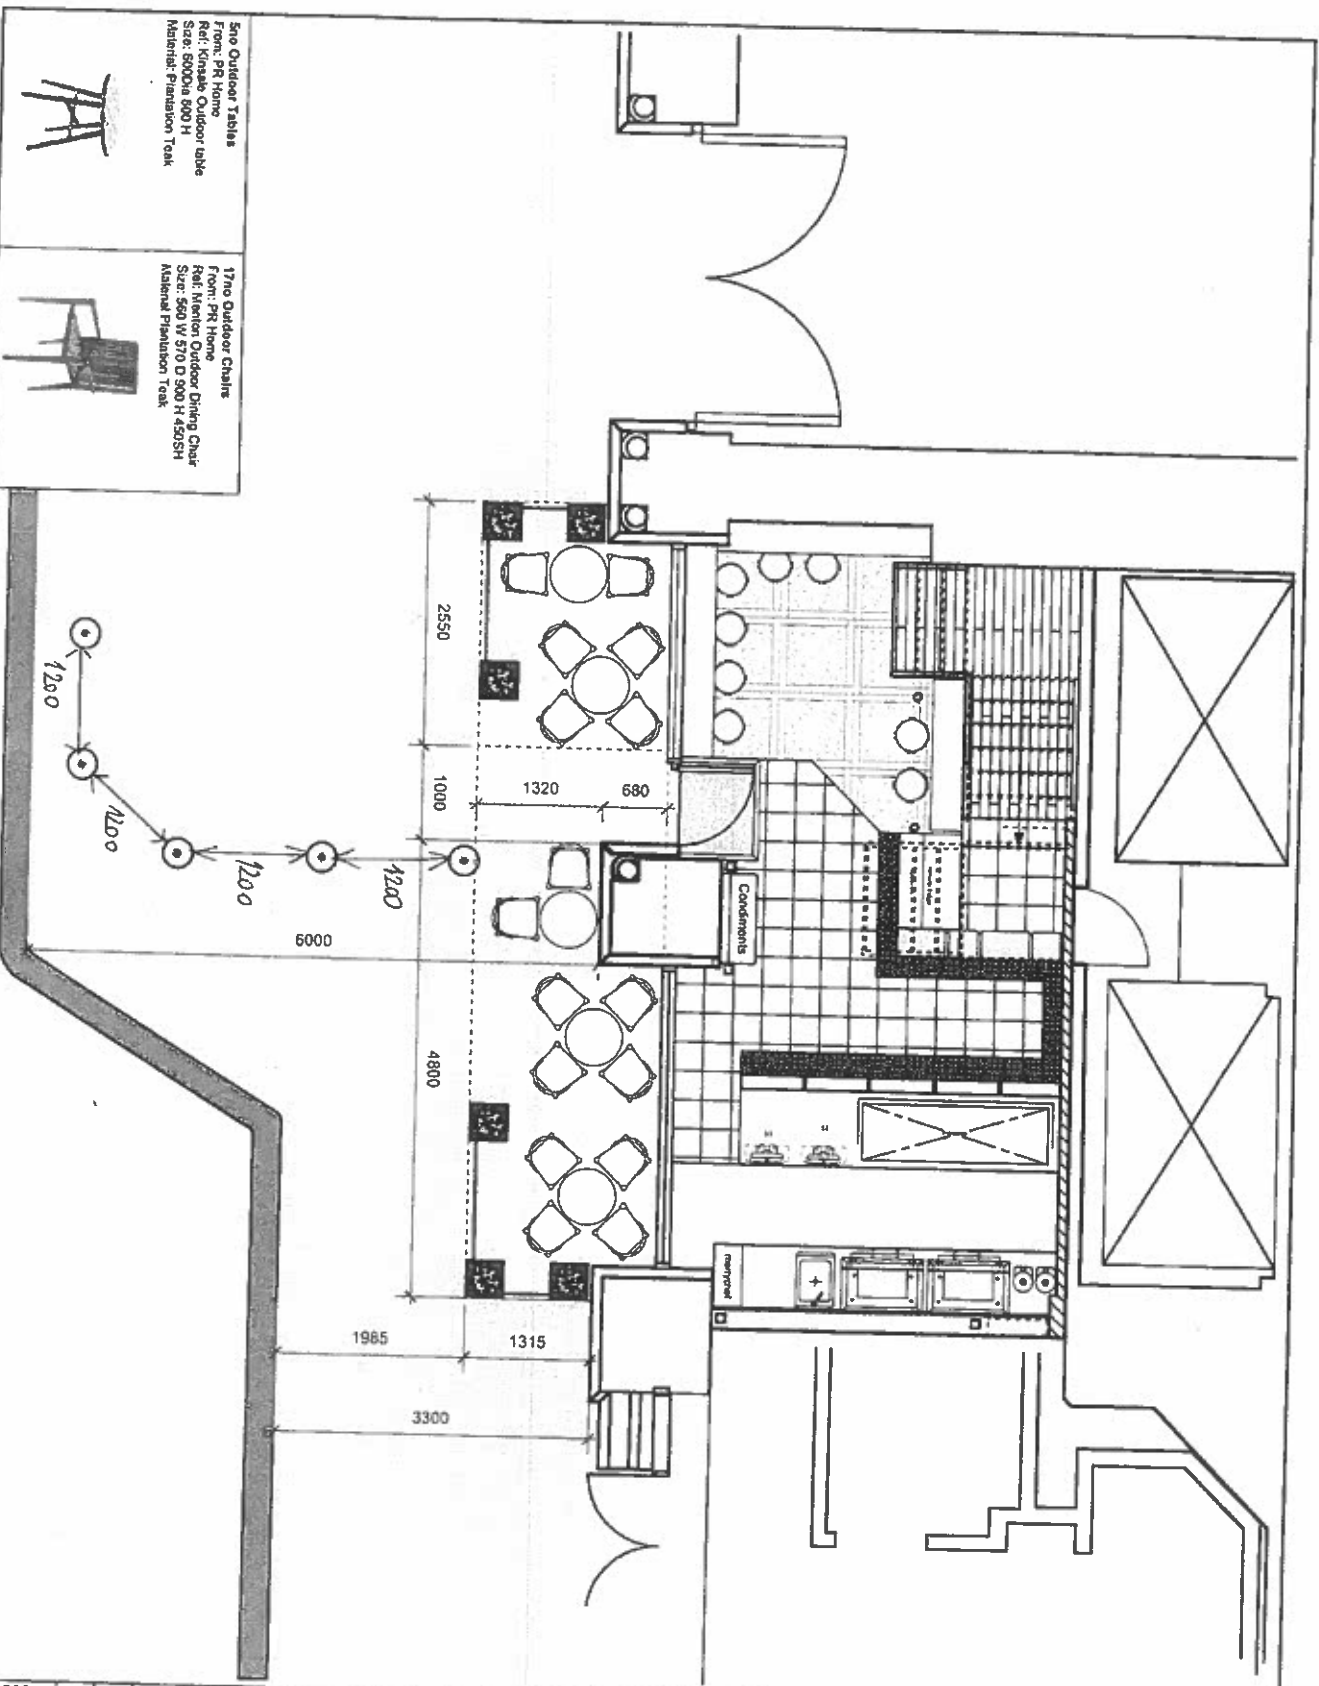 5no Outdoor Tables
From: PR Home
Ref: Kinsale Outdoor table
Size: 600Dia 600 H
Material: Plantation Teak
17no Outdoor Chairs
From: PR Home
Ref: Menton Outdoor Dining Chair
Size: 560 W 570 D 900 H 450SH
Material Plantation Teak
2550
1000
1320
680
4800
6000
1985
1315
3300
1200
1200
1200
1200
Condiments
merrychef